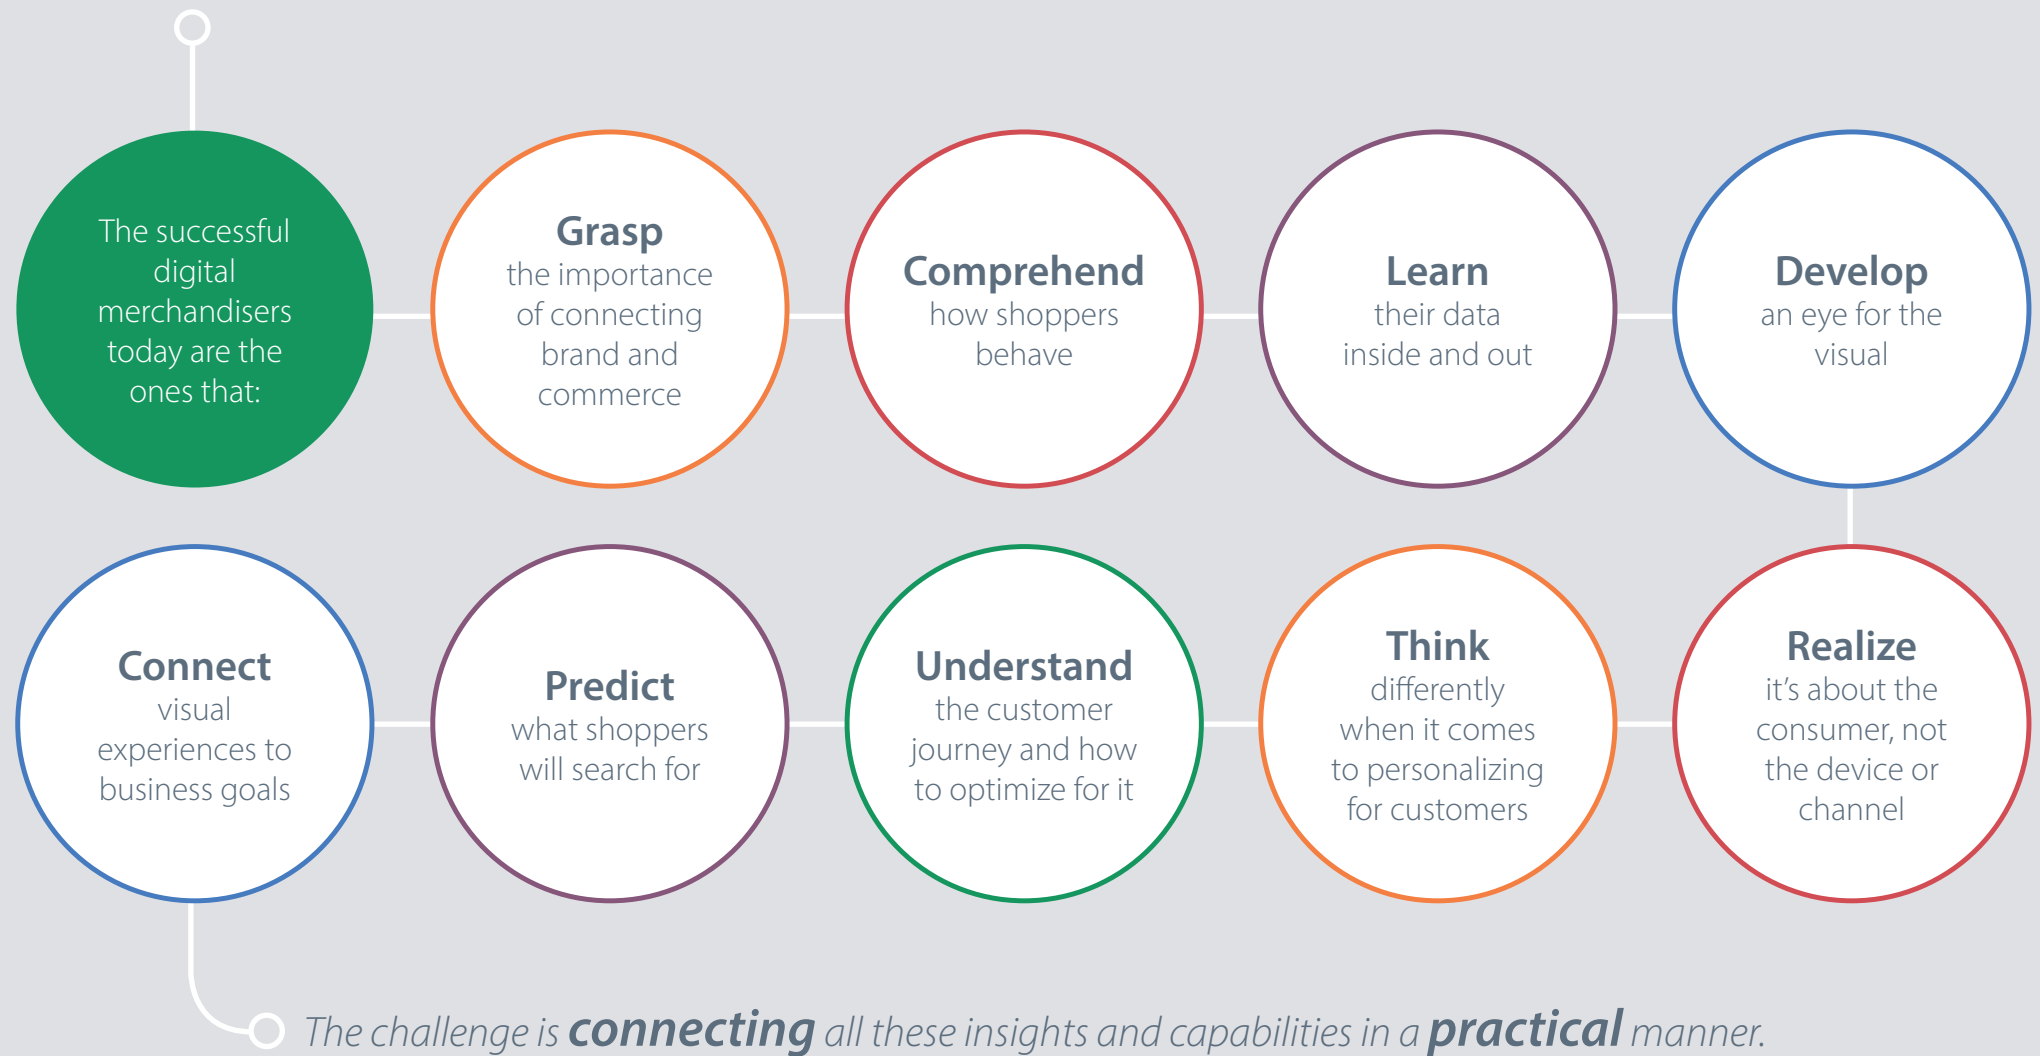 The successful
digital
merchandisers
today are the
ones that:
Grasp
the importance
of connecting
brand and
commerce
Comprehend
how shoppers
behave
Learn
their data
inside and out
Develop
an eye for the
visual
Realize
it's about the
consumer, not
the device or
channel
Think
differently
when it comes
to personalizing
for customers
Understand
the customer
journey and how
to optimize for it
Predict
what shoppers
will search for
Connect
visual
experiences to
business goals
The challenge is connecting all these insights and capabilities in a practical manner.